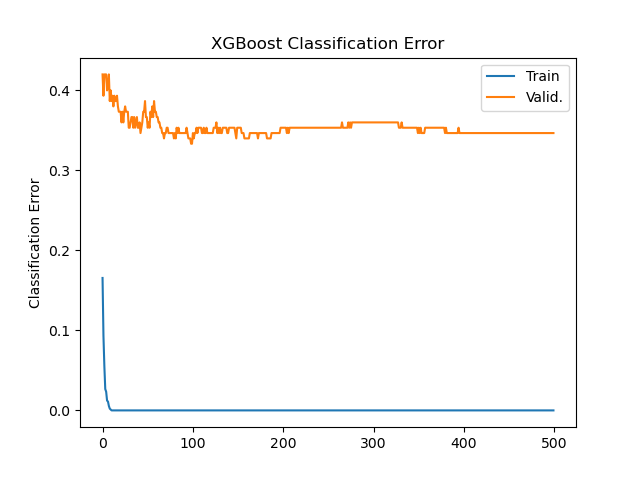 XGBoost Classification Error
Train
Valid.
Classification Error
0.4
0.3
0.2
0.1
0.0
0 100 200 300 400 500